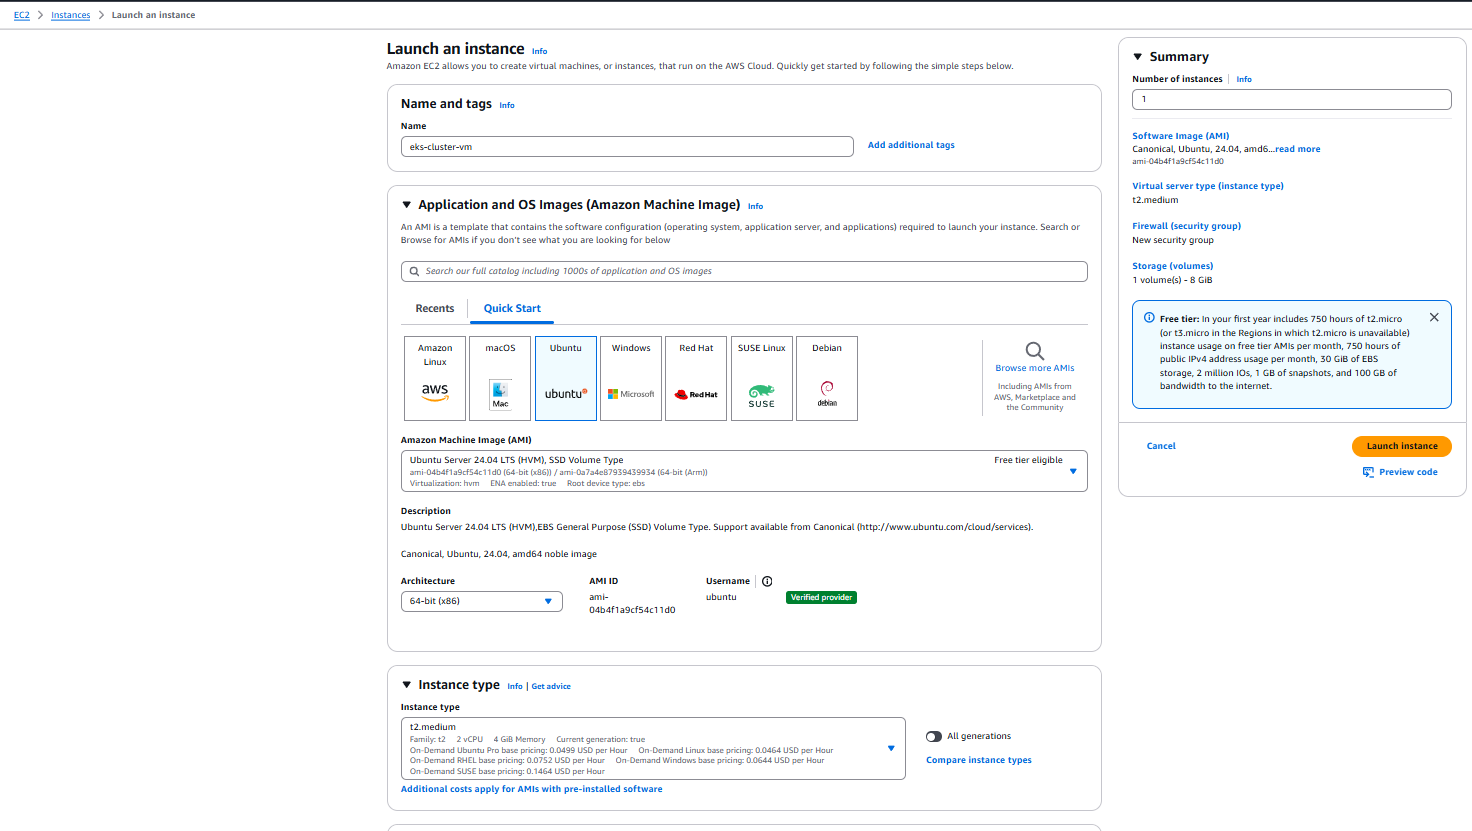 EC2 > Instances > Launch an instance
Launch an instance Info
Amazon EC2 allows you to create virtual machines, or instances, that run on the AWS Cloud. Quickly get started by following the simple steps below.
Name and tags Info
Name
eks-cluster-vm
Add additional tags
Application and OS Images (Amazon Machine Image) Info
An AMI is a template that contains the software configuration (operating system, application server, and applications) required to launch your instance. Search or
Browse for AMIs if you don't see what you are looking for below
Search our full catalog including 1000s of application and OS images
Recents
Quick Start
Amazon
Linux
aws
macOS
Mac
Ubuntu
ubuntu
Windows
Microsoft
Red Hat
Red Hat
SUSE Linux
SUSE
Debian
debian
Browse more AMIs
Including AMIs from
AWS, Marketplace and
the Community
Amazon Machine Image (AMI)
Ubuntu Server 24.04 LTS (HVM), SSD Volume Type
Free tier eligible
ami-04b4f1a9cf54c11d0 (64-bit (x86)) / ami-0a7a4e87939439934 (64-bit (Arm))
Virtualization: hvm ENA enabled: true Root device type: ebs
Description
Ubuntu Server 24.04 LTS (HVM),EBS General Purpose (SSD) Volume Type. Support available from Canonical (http://www.ubuntu.com/cloud/services).
Canonical, Ubuntu, 24.04, amd64 noble image
Architecture
64-bit (x86)
AMI ID
ami-
04b4f1a9cf54c11d0
Username
ubuntu
Verified provider
Instance type Info | Get advice
Instance type
t2.medium
Family: t2 2 vCPU 4 GiB Memory Current generation: true
On-Demand Ubuntu Pro base pricing: 0.0499 USD per Hour On-Demand Linux base pricing: 0.0464 USD per Hour
On-Demand RHEL base pricing: 0.0752 USD per Hour On-Demand Windows base pricing: 0.0644 USD per Hour
On-Demand SUSE base pricing: 0.1464 USD per Hour
All generations
Compare instance types
Additional costs apply for AMIs with pre-installed software
Summary
Number of instances Info
1
Software Image (AMI)
Canonical, Ubuntu, 24.04, amd6...read more
ami-04b4f1a9cf54c11d0
Virtual server type (instance type)
t2.medium
Firewall (security group)
New security group
Storage (volumes)
1 volume(s) - 8 GiB
Free tier: In your first year includes 750 hours of t2.micro
(or t3.micro in the Regions in which t2.micro is unavailable)
instance usage on free tier AMIs per month, 750 hours of
public IPv4 address usage per month, 30 GiB of EBS
storage, 2 million IOs, 1 GB of snapshots, and 100 GB of
bandwidth to the internet.
Cancel
Launch instance
Preview code